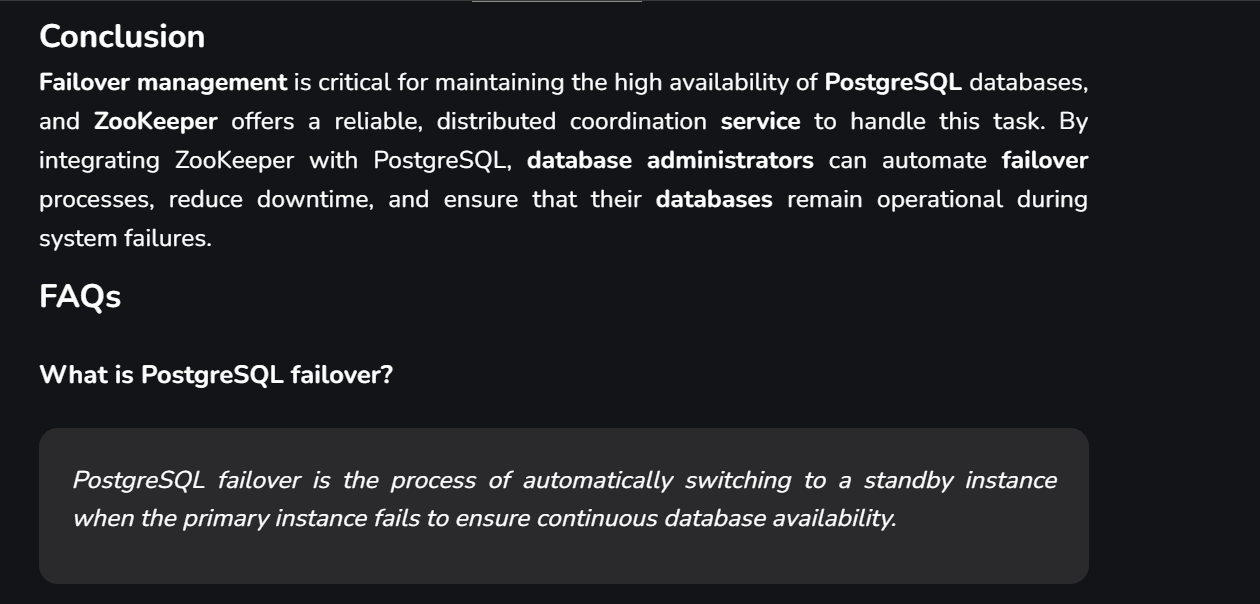 Conclusion
Failover management is critical for maintaining the high availability of PostgreSQL databases,
and ZooKeeper offers a reliable, distributed coordination service to handle this task. By
integrating ZooKeeper with PostgreSQL, database administrators can automate failover
processes, reduce downtime, and ensure that their databases remain operational during
system failures.
FAQs
What is PostgreSQL failover?
PostgreSQL failover is the process of automatically switching to a standby instance
when the primary instance fails to ensure continuous database availability.